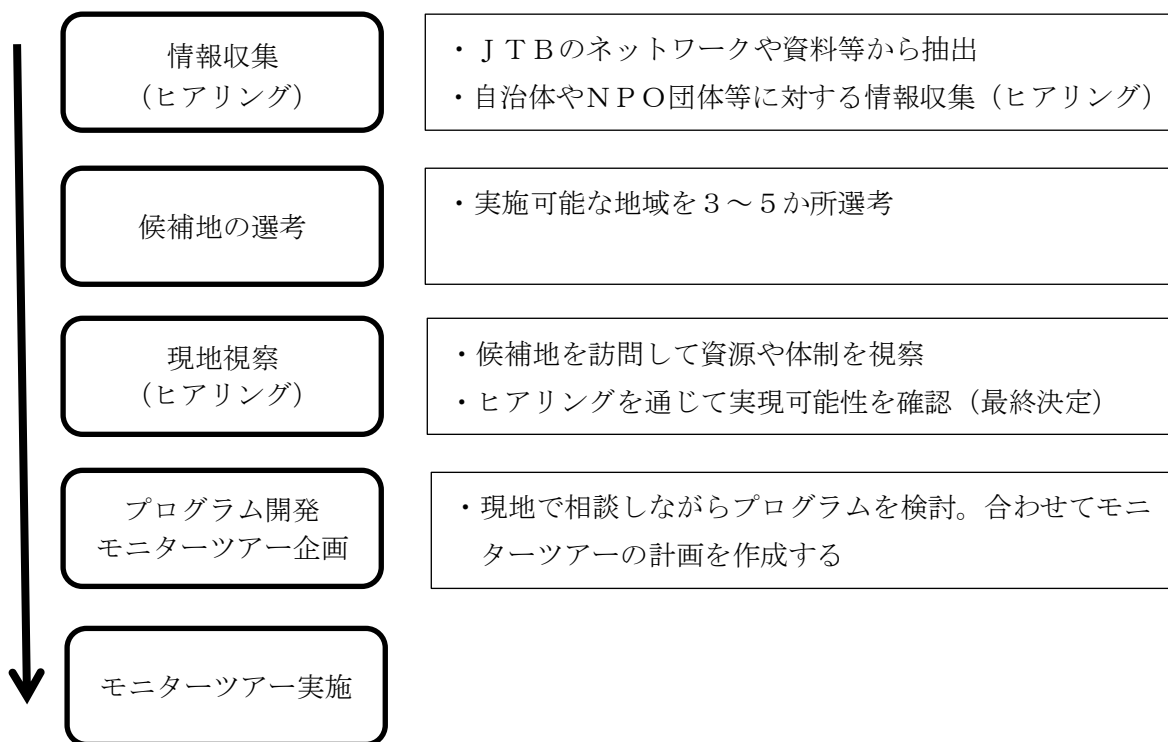 情報収集
（ヒアリング）
・ＪＴＢのネットワークや資料等から抽出
・自治体やＮＰＯ団体等に対する情報収集（ヒアリング）
候補地の選考
・実施可能な地域を３～５か所選考
現地視察
（ヒアリング）
・候補地を訪問して資源や体制を視察
・ヒアリングを通じて実現可能性を確認（最終決定）
プログラム開発
モニターツアー企画
・現地で相談しながらプログラムを検討。合わせてモニ
ターツアーの計画を作成する
モニターツアー実施